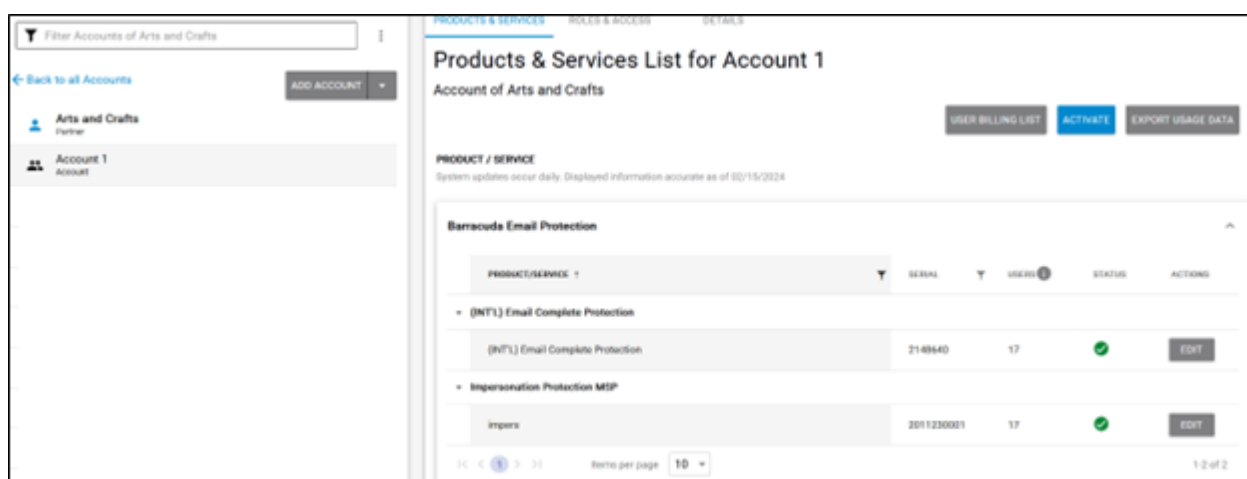 Filter Accounts of Arts and Crafts
Back to all Accounts
ADD ACCOUNT
Arts and Crafts
Partner
Account 1
Account
PRODUCTS & SERVICES ROLES & ACCESS DETAILS
Products & Services List for Account 1
Account of Arts and Crafts
USER BILLING LIST ACTIVATE EXPORT USAGE DATA
PRODUCT / SERVICE
System updates occur daily. Displayed information accurate as of 02/15/2024
Barracuda Email Protection
PRODUCT/SERVICE ↑ SERIAL USERS STATUS ACTIONS
(INT'L) Email Complete Protection
(INT'L) Email Complete Protection 2148640 17 EDIT
Impersonation Protection MSP
impers 2011230001 17 EDIT
1 Items per page 10 1-2 of 2